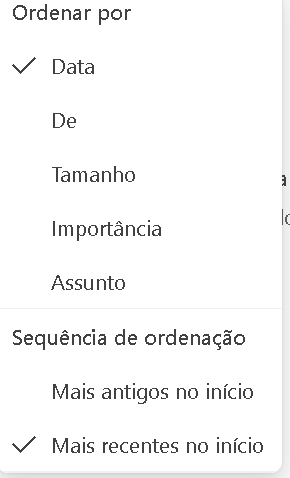 Ordenar por
Data
De
Tamanho
Importância
Assunto
Sequência de ordenação
Mais antigos no início
Mais recentes no início